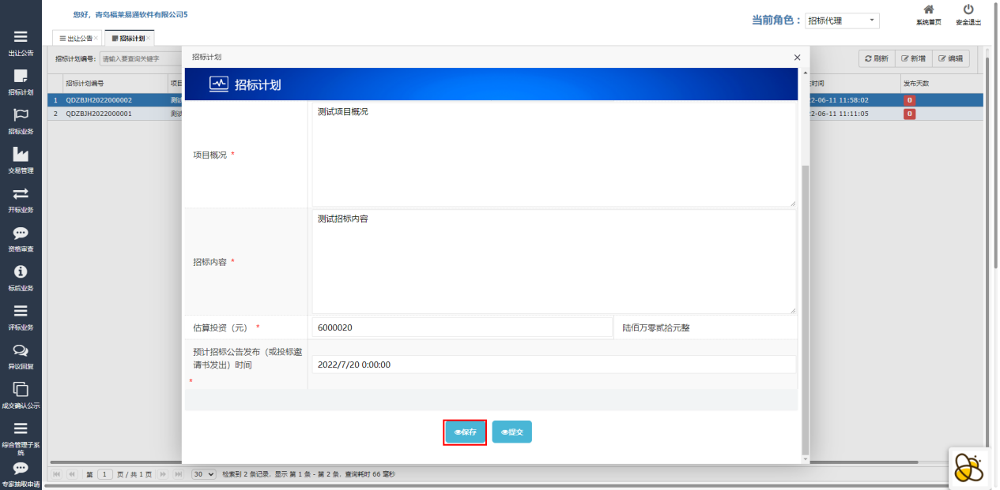 您好，青岛福莱易通软件有限公司5
当前角色：
招标代理
系统首页
安全退出
出让公告
招标计划
招标业务
交易管理
开标业务
资格审查
标后业务
评标业务
异议回复
成交确认公示
综合管理子系统
专家抽取申请
出让公告×
招标计划×
招标计划编号：
请输入要查询关键字
刷新
新增
编辑
招标计划编号
项目
时间
发布天数
1 QDZBJH2022000002 测试 2-06-11 11:58:02 0
2 QDZBJH2022000001 测试 2-06-11 11:11:05 0
招标计划
×
招标计划
项目概况 *
测试项目概况
招标内容 *
测试招标内容
估算投资（元） *
6000020
陆佰万零贰拾元整
预计招标公告发布（或投标邀
请书发出）时间
*
2022/7/20 0:00:00
保存
提交
第 1 页 / 共 1 页
30
检索到 2 条记录，显示 第 1 条 - 第 2 条，查询耗时 66 毫秒